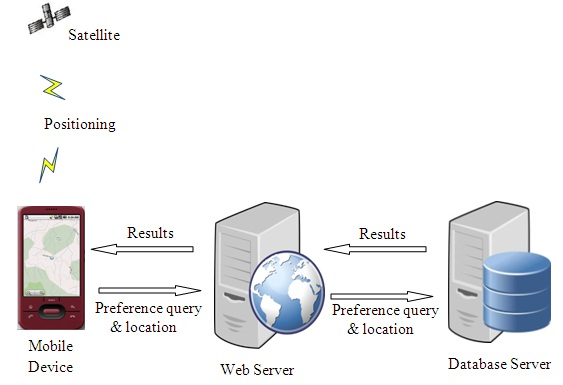 Satellite
Positioning
Results
Results
Preference query
& location
Preference query
& location
Mobile
Device
Web Server
Database Server